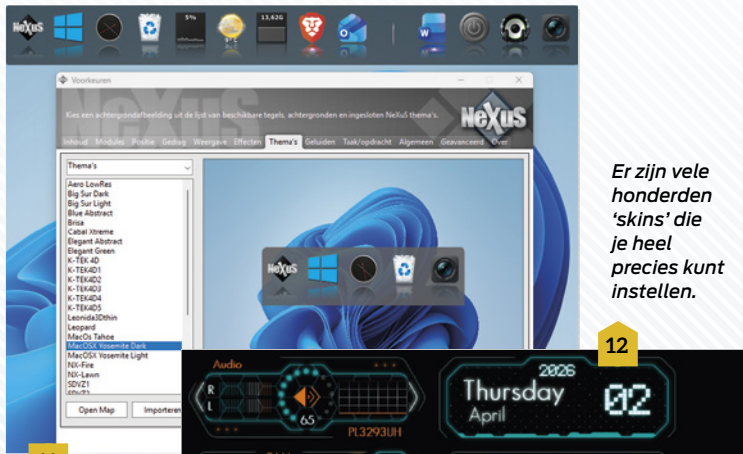 NeXuS
5%
9°C
13,62G
Voorkeuren
Kies een achtergrondafbeelding uit de lijst van beschikbare tegels, achtergronden en ingesloten NeXuS thema's.
NeXuS
Inhoud Modules Positie Gedrag Weergave Effecten Thema's Geluiden Taak/opdracht Algemeen Geavanceerd Over
Thema's
Aero LowRes
Big Sur Dark
Big Sur Light
Blue Abstract
Brisa
Cabal Xtreme
Elegant Abstract
Elegant Green
K-TEK 4D
K-TEK4D1
K-TEK4D2
K-TEK4D3
K-TEK4D4
K-TEK4D5
Leonida3Dthin
Leopard
MacOs Tahoe
MacOSX Yosemite Dark
MacOSX Yosemite Light
NX-Fire
NX-Lawn
SDVZ1
SDVZ2
Open Map Importeren
NeXuS
Er zijn vele
honderden
‘skins’ die
je heel
precies kunt
instellen.
12
Audio
R
L
65
PL3293UH
2026
Thursday
April
02